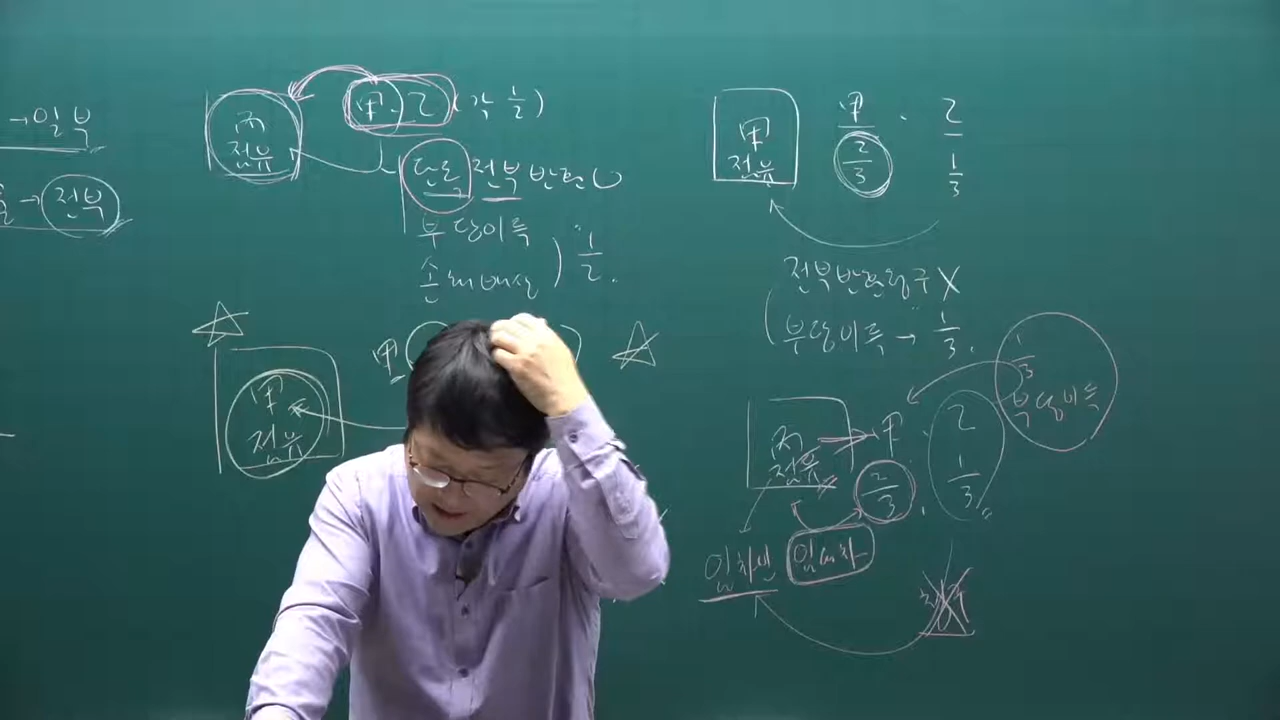 →일부
→전부
丙 점유
甲·乙 (각 1/2)
단독 전부 반환 O
부당이득
손해배상 ) 1/2.
☆
甲 점유
甲
☆
甲 점유
甲 2/3 · 乙 1/3
전부반환청구 X
부당이득 → 1/3.
丙 점유
甲 2/3 · 乙 1/3
1/3 부당이득
임차인 임대차